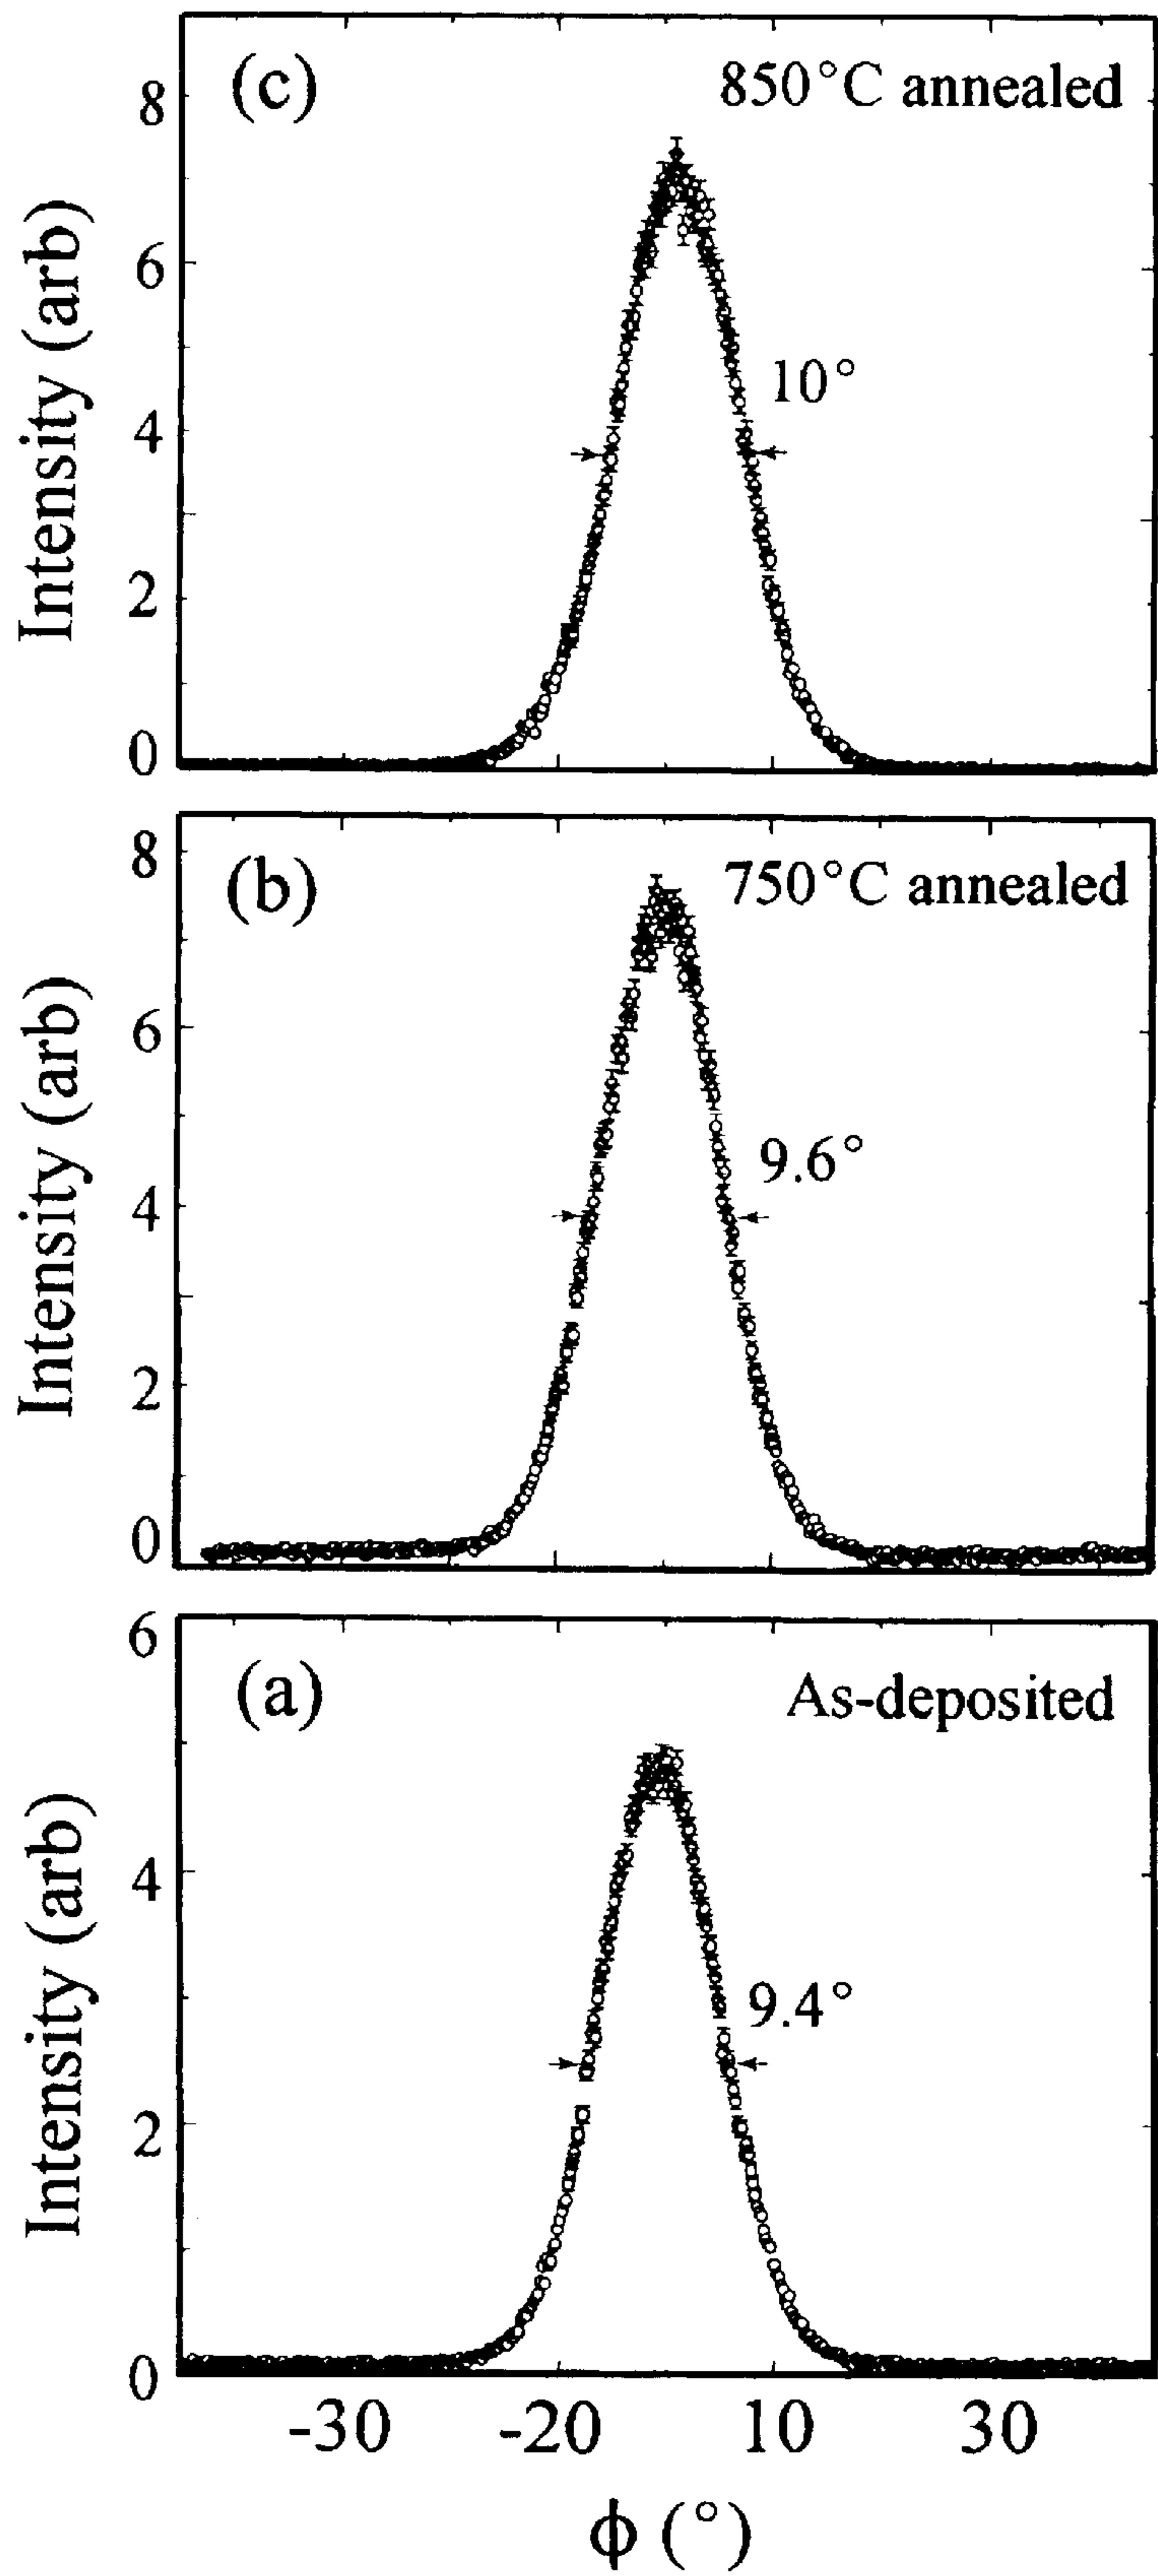 (c) 850°C annealed
8
6
4
2
0
Intensity (arb)
10°
(b) 750°C annealed
8
6
4
2
0
Intensity (arb)
9.6°
(a) As-deposited
6
4
2
0
Intensity (arb)
9.4°
-30 -20 10 30
ϕ (°)